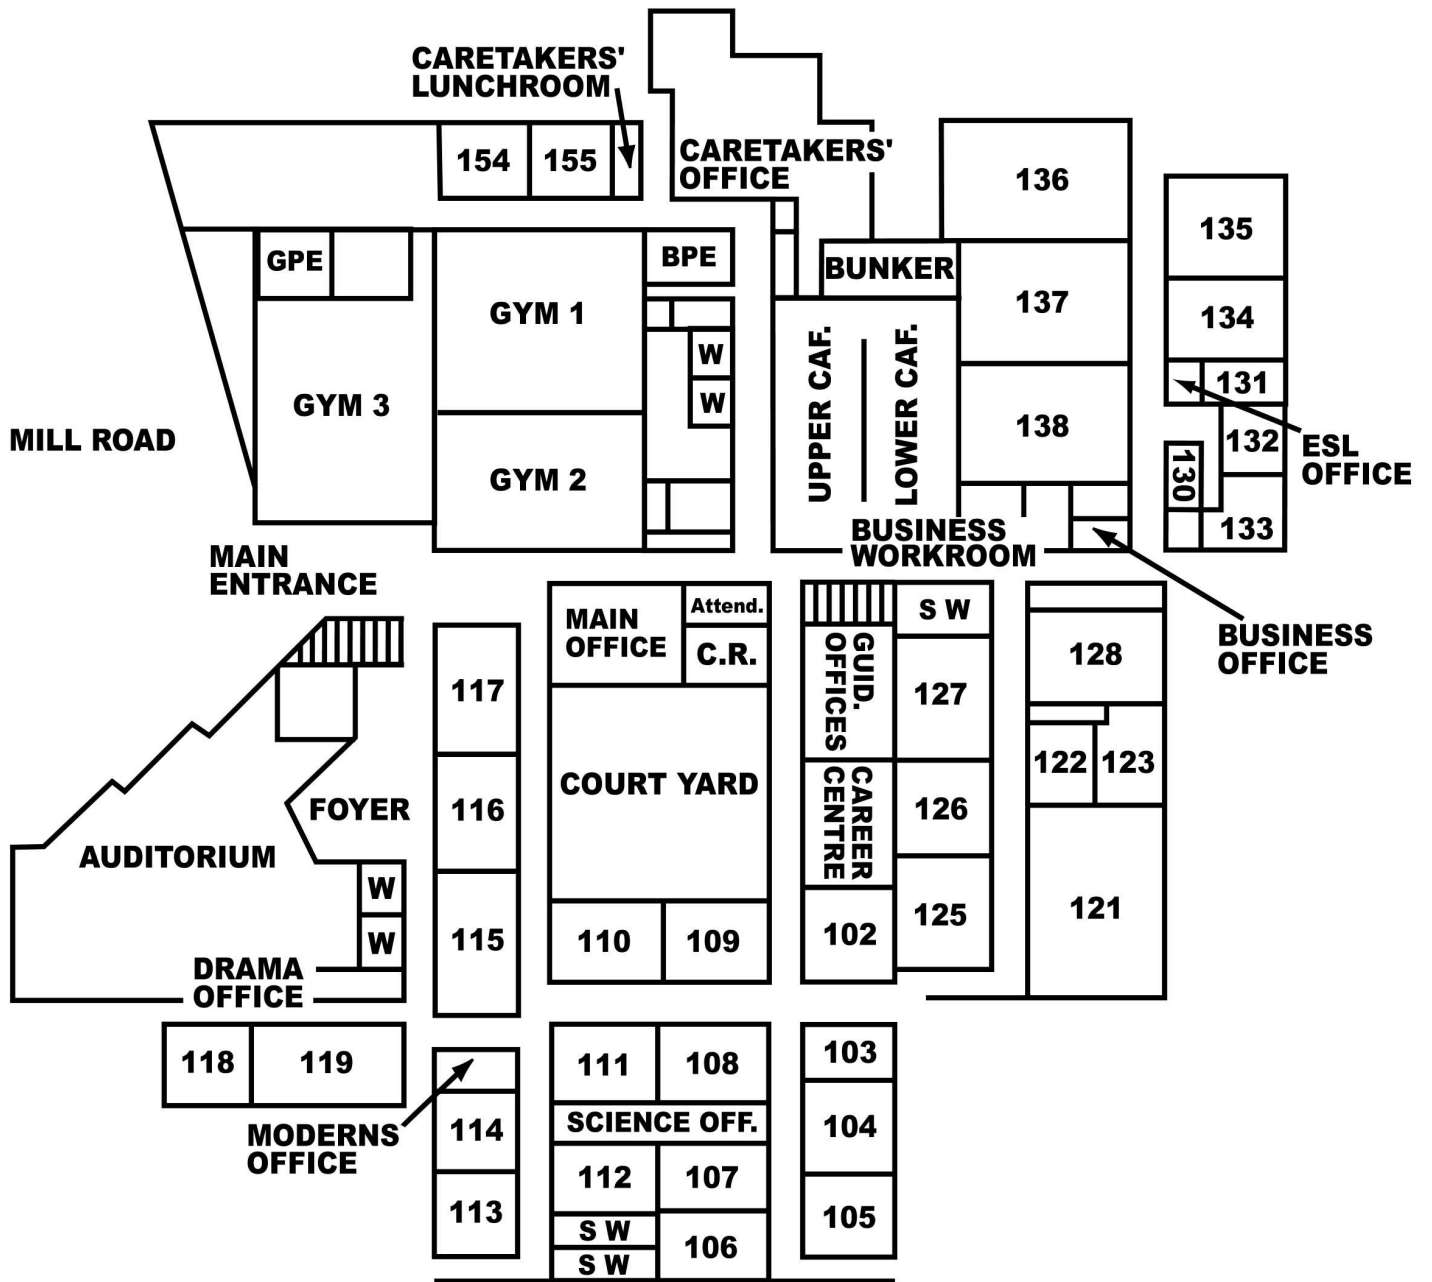 CARETAKERS'
LUNCHROOM
154
155
CARETAKERS'
OFFICE
136
135
GPE
BPE
BUNKER
GYM 1
137
134
W
W
UPPER CAF.
LOWER CAF.
131
GYM 3
138
132
ESL
OFFICE
MILL ROAD
GYM 2
130
133
BUSINESS
WORKROOM
MAIN
ENTRANCE
MAIN
OFFICE
Attend.
C.R.
S W
BUSINESS
OFFICE
GUID.
OFFICES
128
117
127
122
123
COURT YARD
CAREER
CENTRE
126
FOYER
116
AUDITORIUM
W
W
125
121
115
110
109
102
DRAMA
OFFICE
118
119
111
108
103
SCIENCE OFF.
MODERNS
OFFICE
114
104
112
107
113
105
S W
S W
106